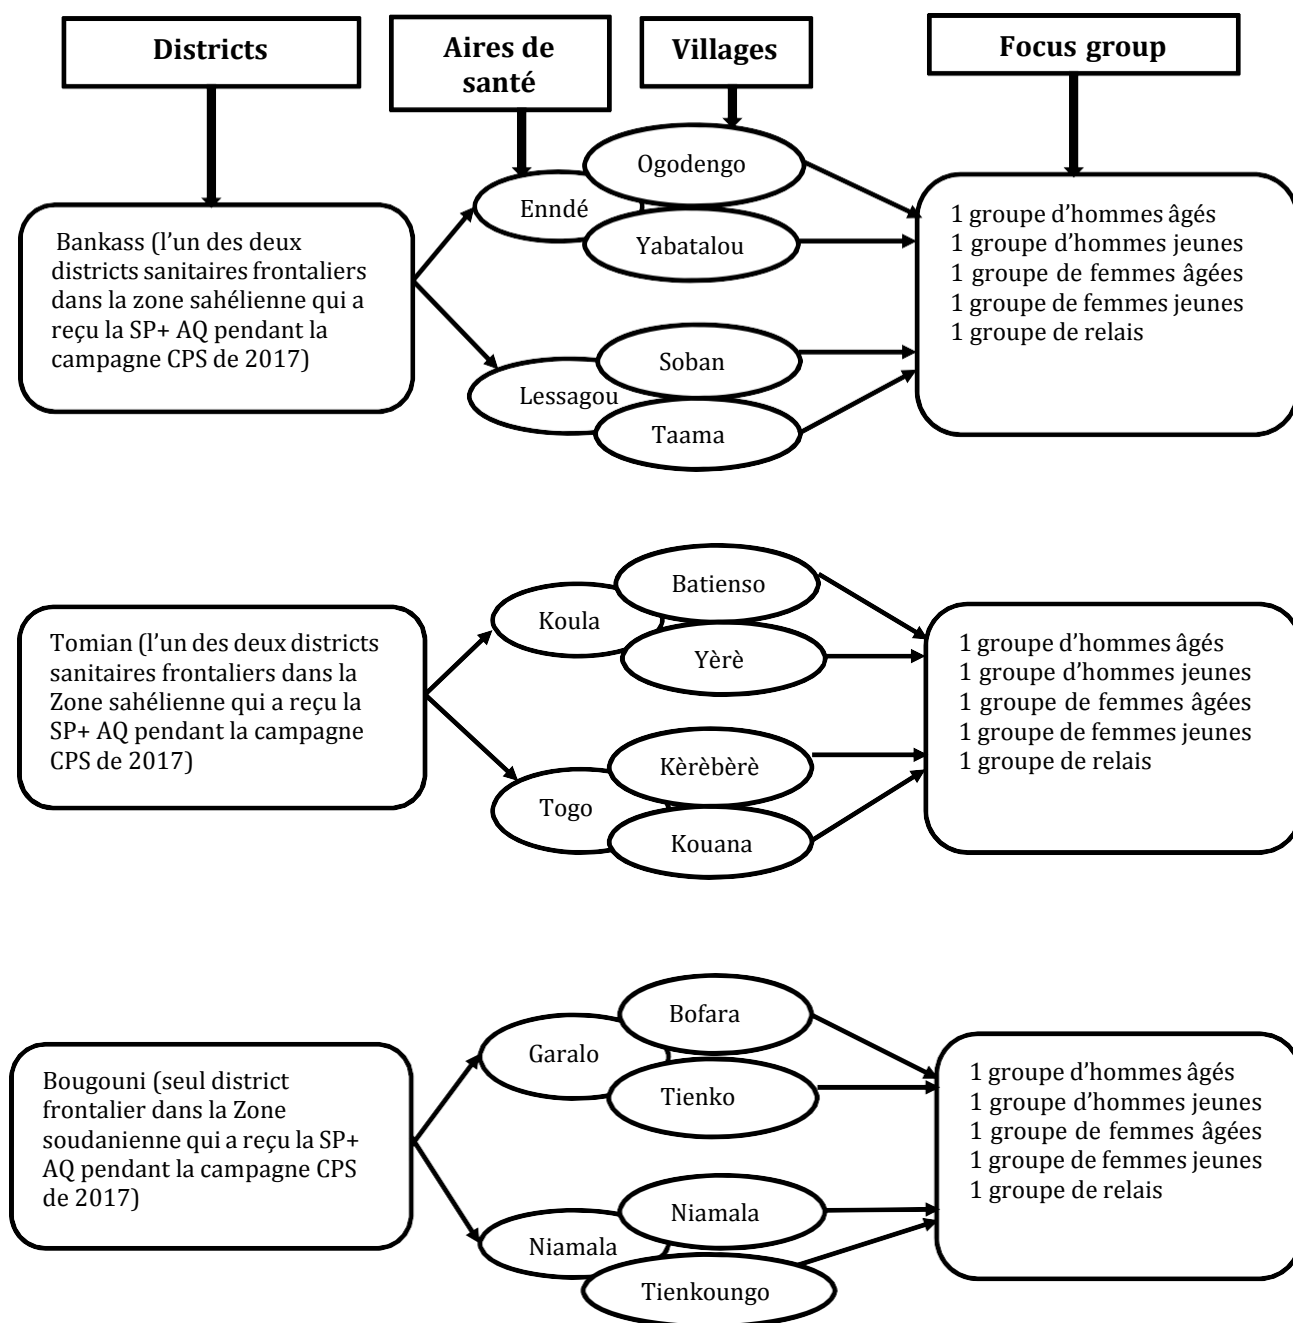 Districts
Aires de
santé
Villages
Focus group
Bankass (l’un des deux
districts sanitaires frontaliers
dans la zone sahélienne qui a
reçu la SP+ AQ pendant la
campagne CPS de 2017)
Enndé
Ogodengo
Yabatalou
Lessagou
Soban
Taama
1 groupe d’hommes âgés
1 groupe d’hommes jeunes
1 groupe de femmes âgées
1 groupe de femmes jeunes
1 groupe de relais
Tomian (l’un des deux districts
sanitaires frontaliers dans la
Zone sahélienne qui a reçu la
SP+ AQ pendant la campagne
CPS de 2017)
Koula
Batienso
Yèrè
Togo
Kèrèbèrè
Kouana
1 groupe d’hommes âgés
1 groupe d’hommes jeunes
1 groupe de femmes âgées
1 groupe de femmes jeunes
1 groupe de relais
Bougouni (seul district
frontalier dans la Zone
soudanienne qui a reçu la SP+
AQ pendant la campagne CPS
de 2017)
Garalo
Bofara
Tienko
Niamala
Niamala
Tienkoungo
1 groupe d’hommes âgés
1 groupe d’hommes jeunes
1 groupe de femmes âgées
1 groupe de femmes jeunes
1 groupe de relais